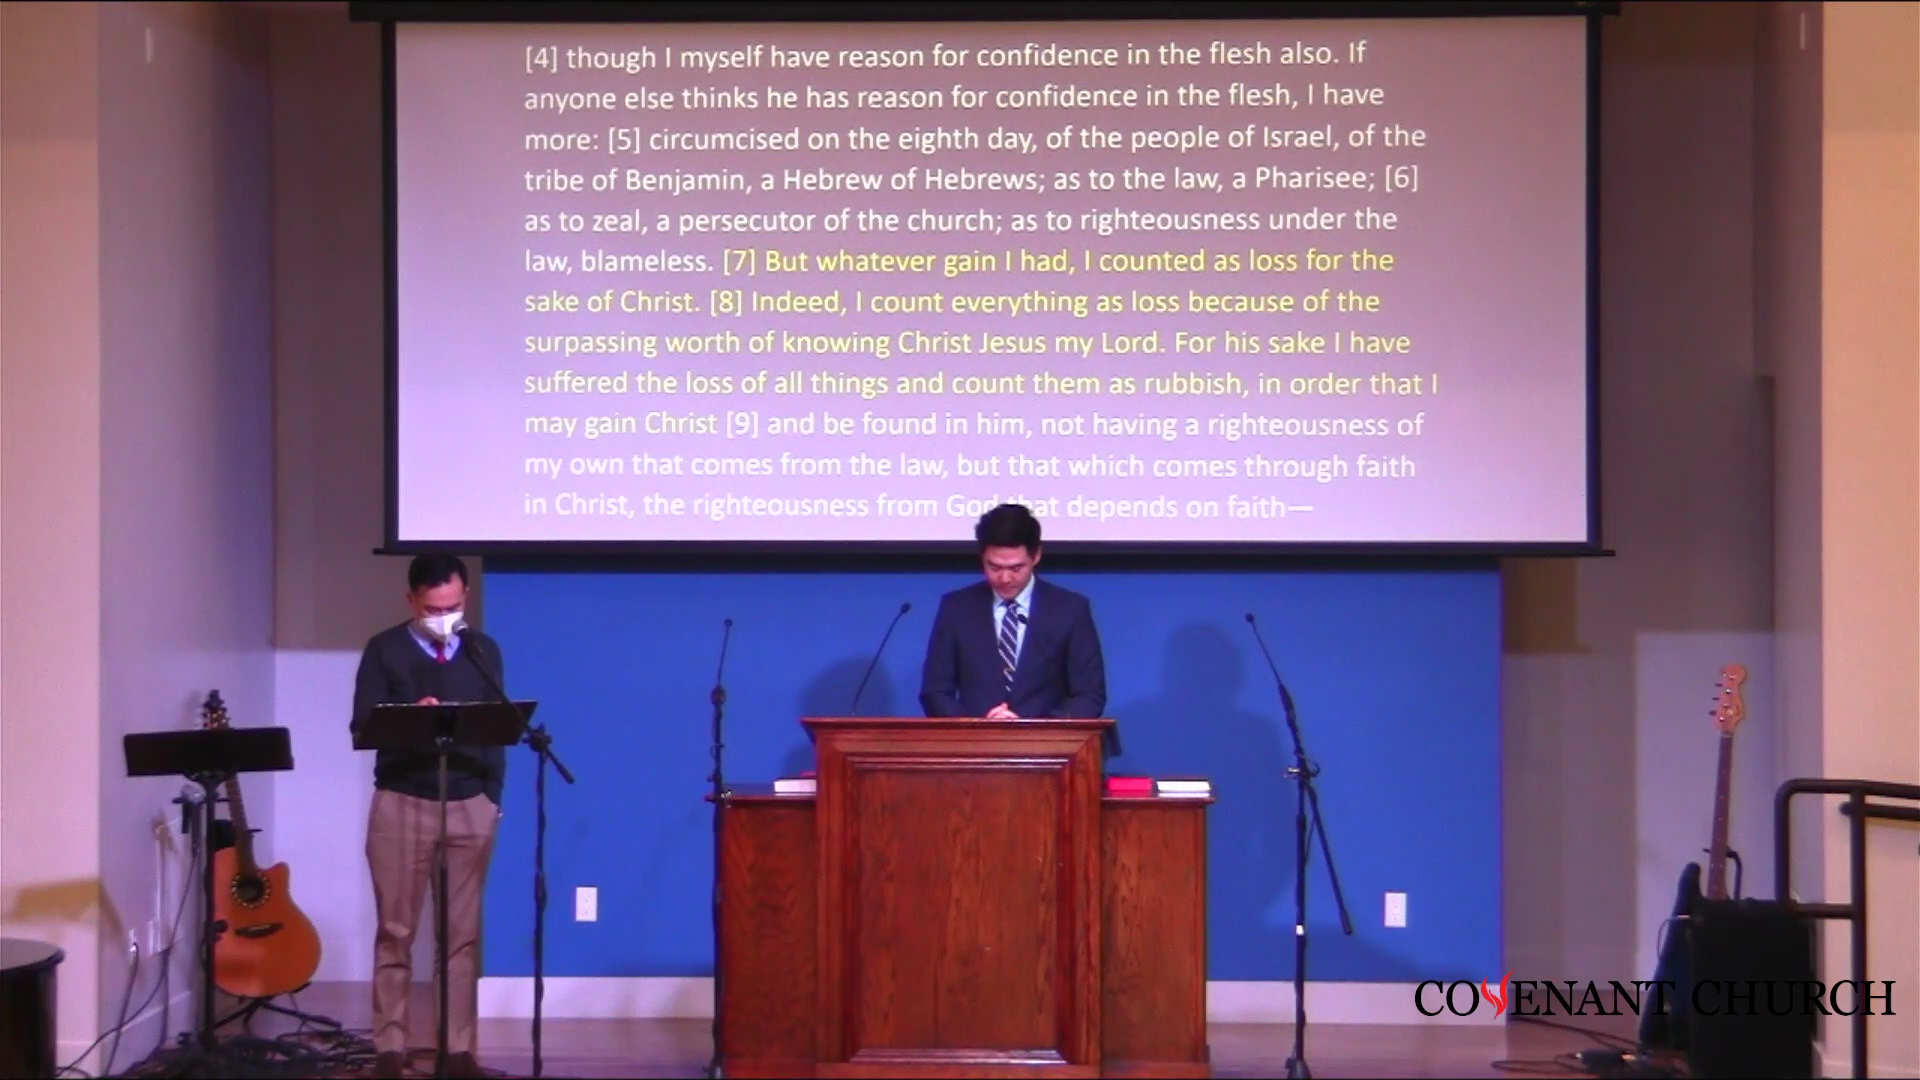 [4] though I myself have reason for confidence in the flesh also. If
anyone else thinks he has reason for confidence in the flesh, I have
more: [5] circumcised on the eighth day, of the people of Israel, of the
tribe of Benjamin, a Hebrew of Hebrews; as to the law, a Pharisee; [6]
as to zeal, a persecutor of the church; as to righteousness under the
law, blameless. [7] But whatever gain I had, I counted as loss for the
sake of Christ. [8] Indeed, I count everything as loss because of the
surpassing worth of knowing Christ Jesus my Lord. For his sake I have
suffered the loss of all things and count them as rubbish, in order that I
may gain Christ [9] and be found in him, not having a righteousness of
my own that comes from the law, but that which comes through faith
in Christ, the righteousness from God that depends on faith—
COVENANT CHURCH